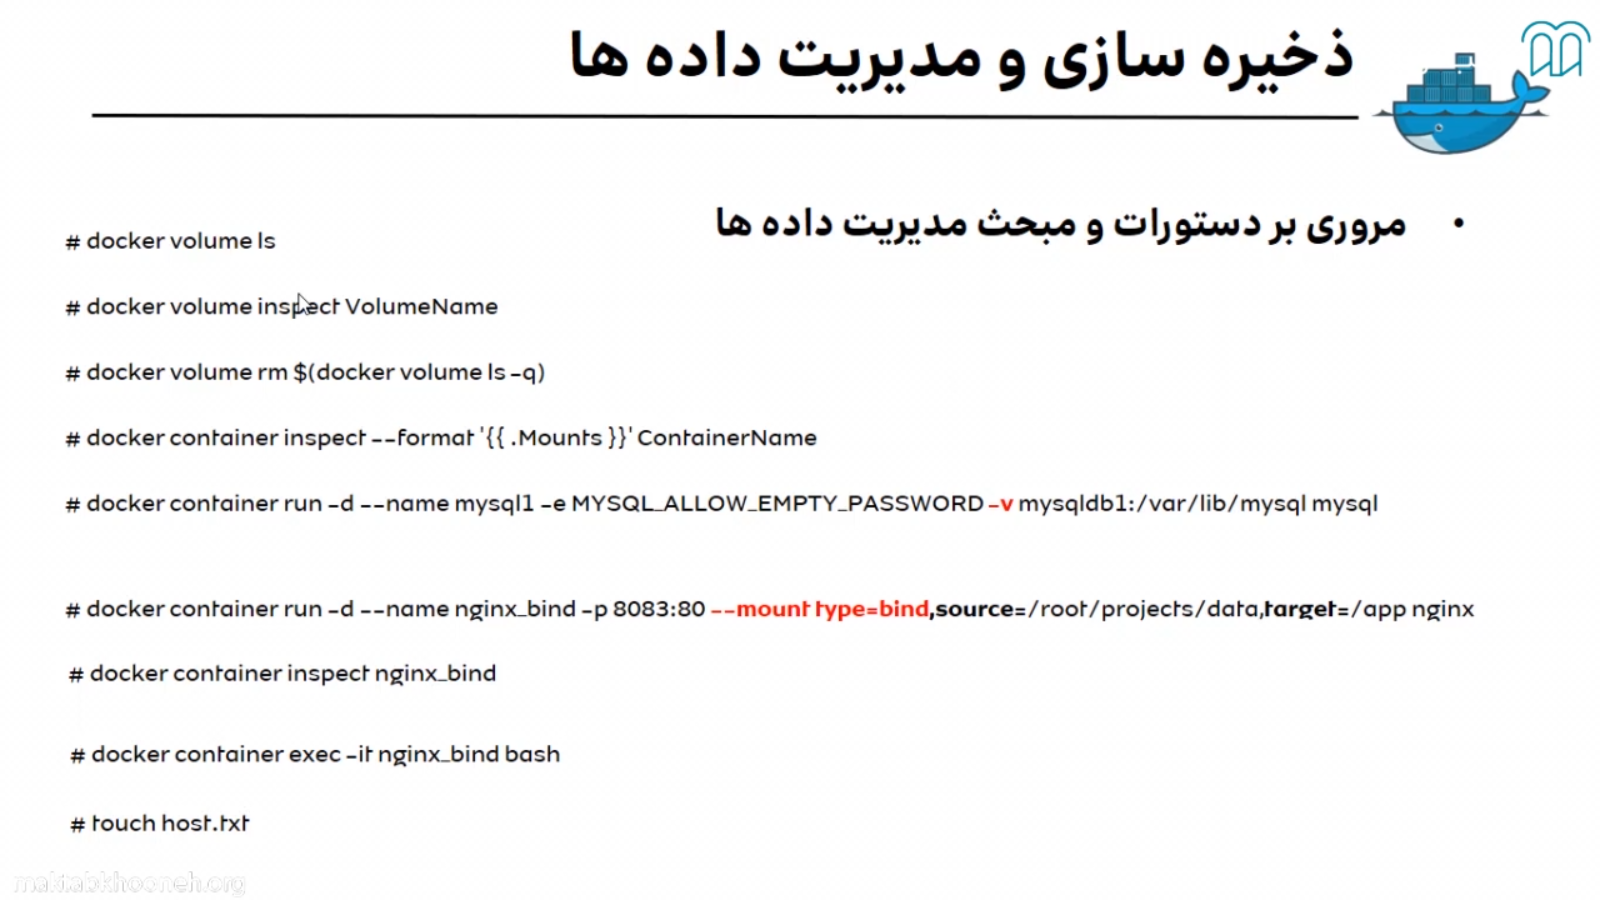 ذخیره سازی و مدیریت داده ها
• مروری بر دستورات و مبحث مدیریت داده ها
# docker volume ls
# docker volume inspect VolumeName
# docker volume rm $(docker volume ls -q)
# docker container inspect --format '{{ .Mounts }}' ContainerName
# docker container run -d --name mysql1 -e MYSQL_ALLOW_EMPTY_PASSWORD -v mysqldb1:/var/lib/mysql mysql
# docker container run -d --name nginx_bind -p 8083:80 --mount type=bind,source=/root/projects/data,target=/app nginx
# docker container inspect nginx_bind
# docker container exec -it nginx_bind bash
# touch host.txt
maktabkhooneh.org